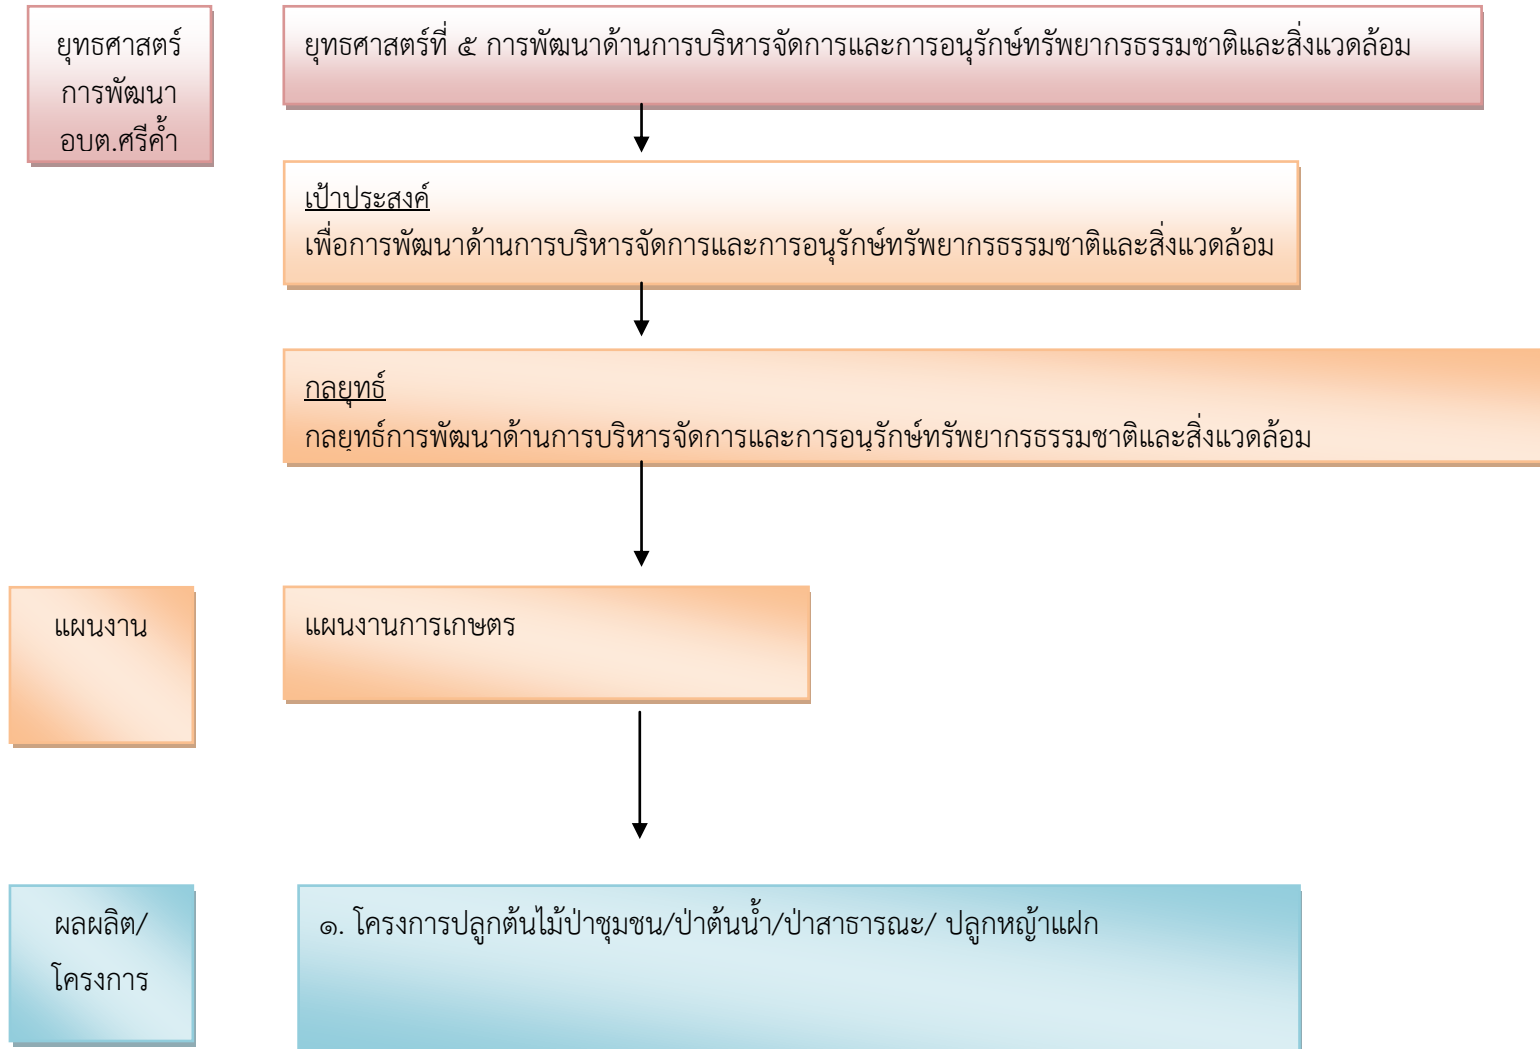 ยุทธศาสตร์
การพัฒนา
อบต.ศรีค้ำ
ยุทธศาสตร์ที่ ๕ การพัฒนาด้านการบริหารจัดการและการอนุรักษ์ทรัพยากรธรรมชาติและสิ่งแวดล้อม
เป้าประสงค์
เพื่อการพัฒนาด้านการบริหารจัดการและการอนุรักษ์ทรัพยากรธรรมชาติและสิ่งแวดล้อม
กลยุทธ์
กลยุทธ์การพัฒนาด้านการบริหารจัดการและการอนุรักษ์ทรัพยากรธรรมชาติและสิ่งแวดล้อม
แผนงาน
แผนงานการเกษตร
ผลผลิต/
โครงการ
๑. โครงการปลูกต้นไม้ป่าชุมชน/ป่าต้นน้ำ/ป่าสาธารณะ/ ปลูกหญ้าแฝก